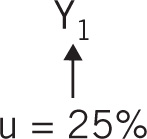 Y₁
u = 25%